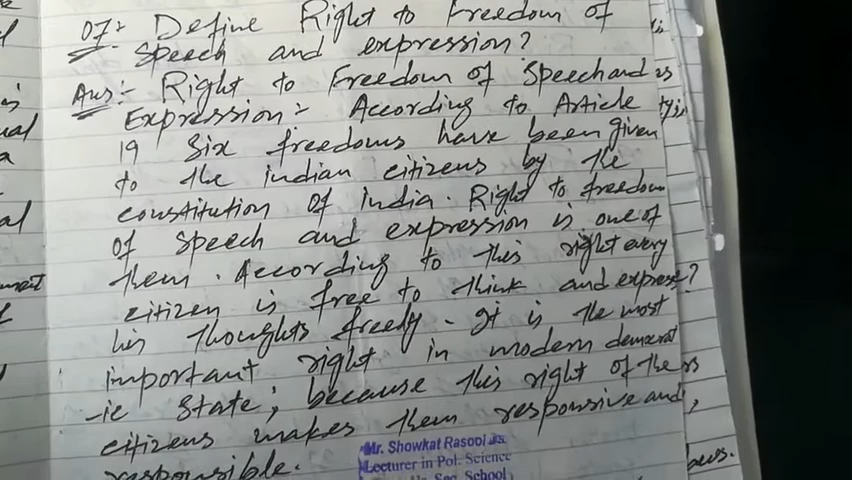 07:- Define Right to Freedom of
Speech and expression?
Ans:- Right to Freedom of Speech and
Expression:- According to Article
19 Six freedoms have been given
to the indian citizens by the
constitution of india. Right to freedom
of speech and expression is one of
them. According to this right every
citizen is free to think and express
his thoughts freely. It is the most
important right in modern democrat
-ic state, because this right of the
citizens makes them responsive and
responsible.
Mr. Showkat Rasool
Lecturer in Pol. Science
Sec. School